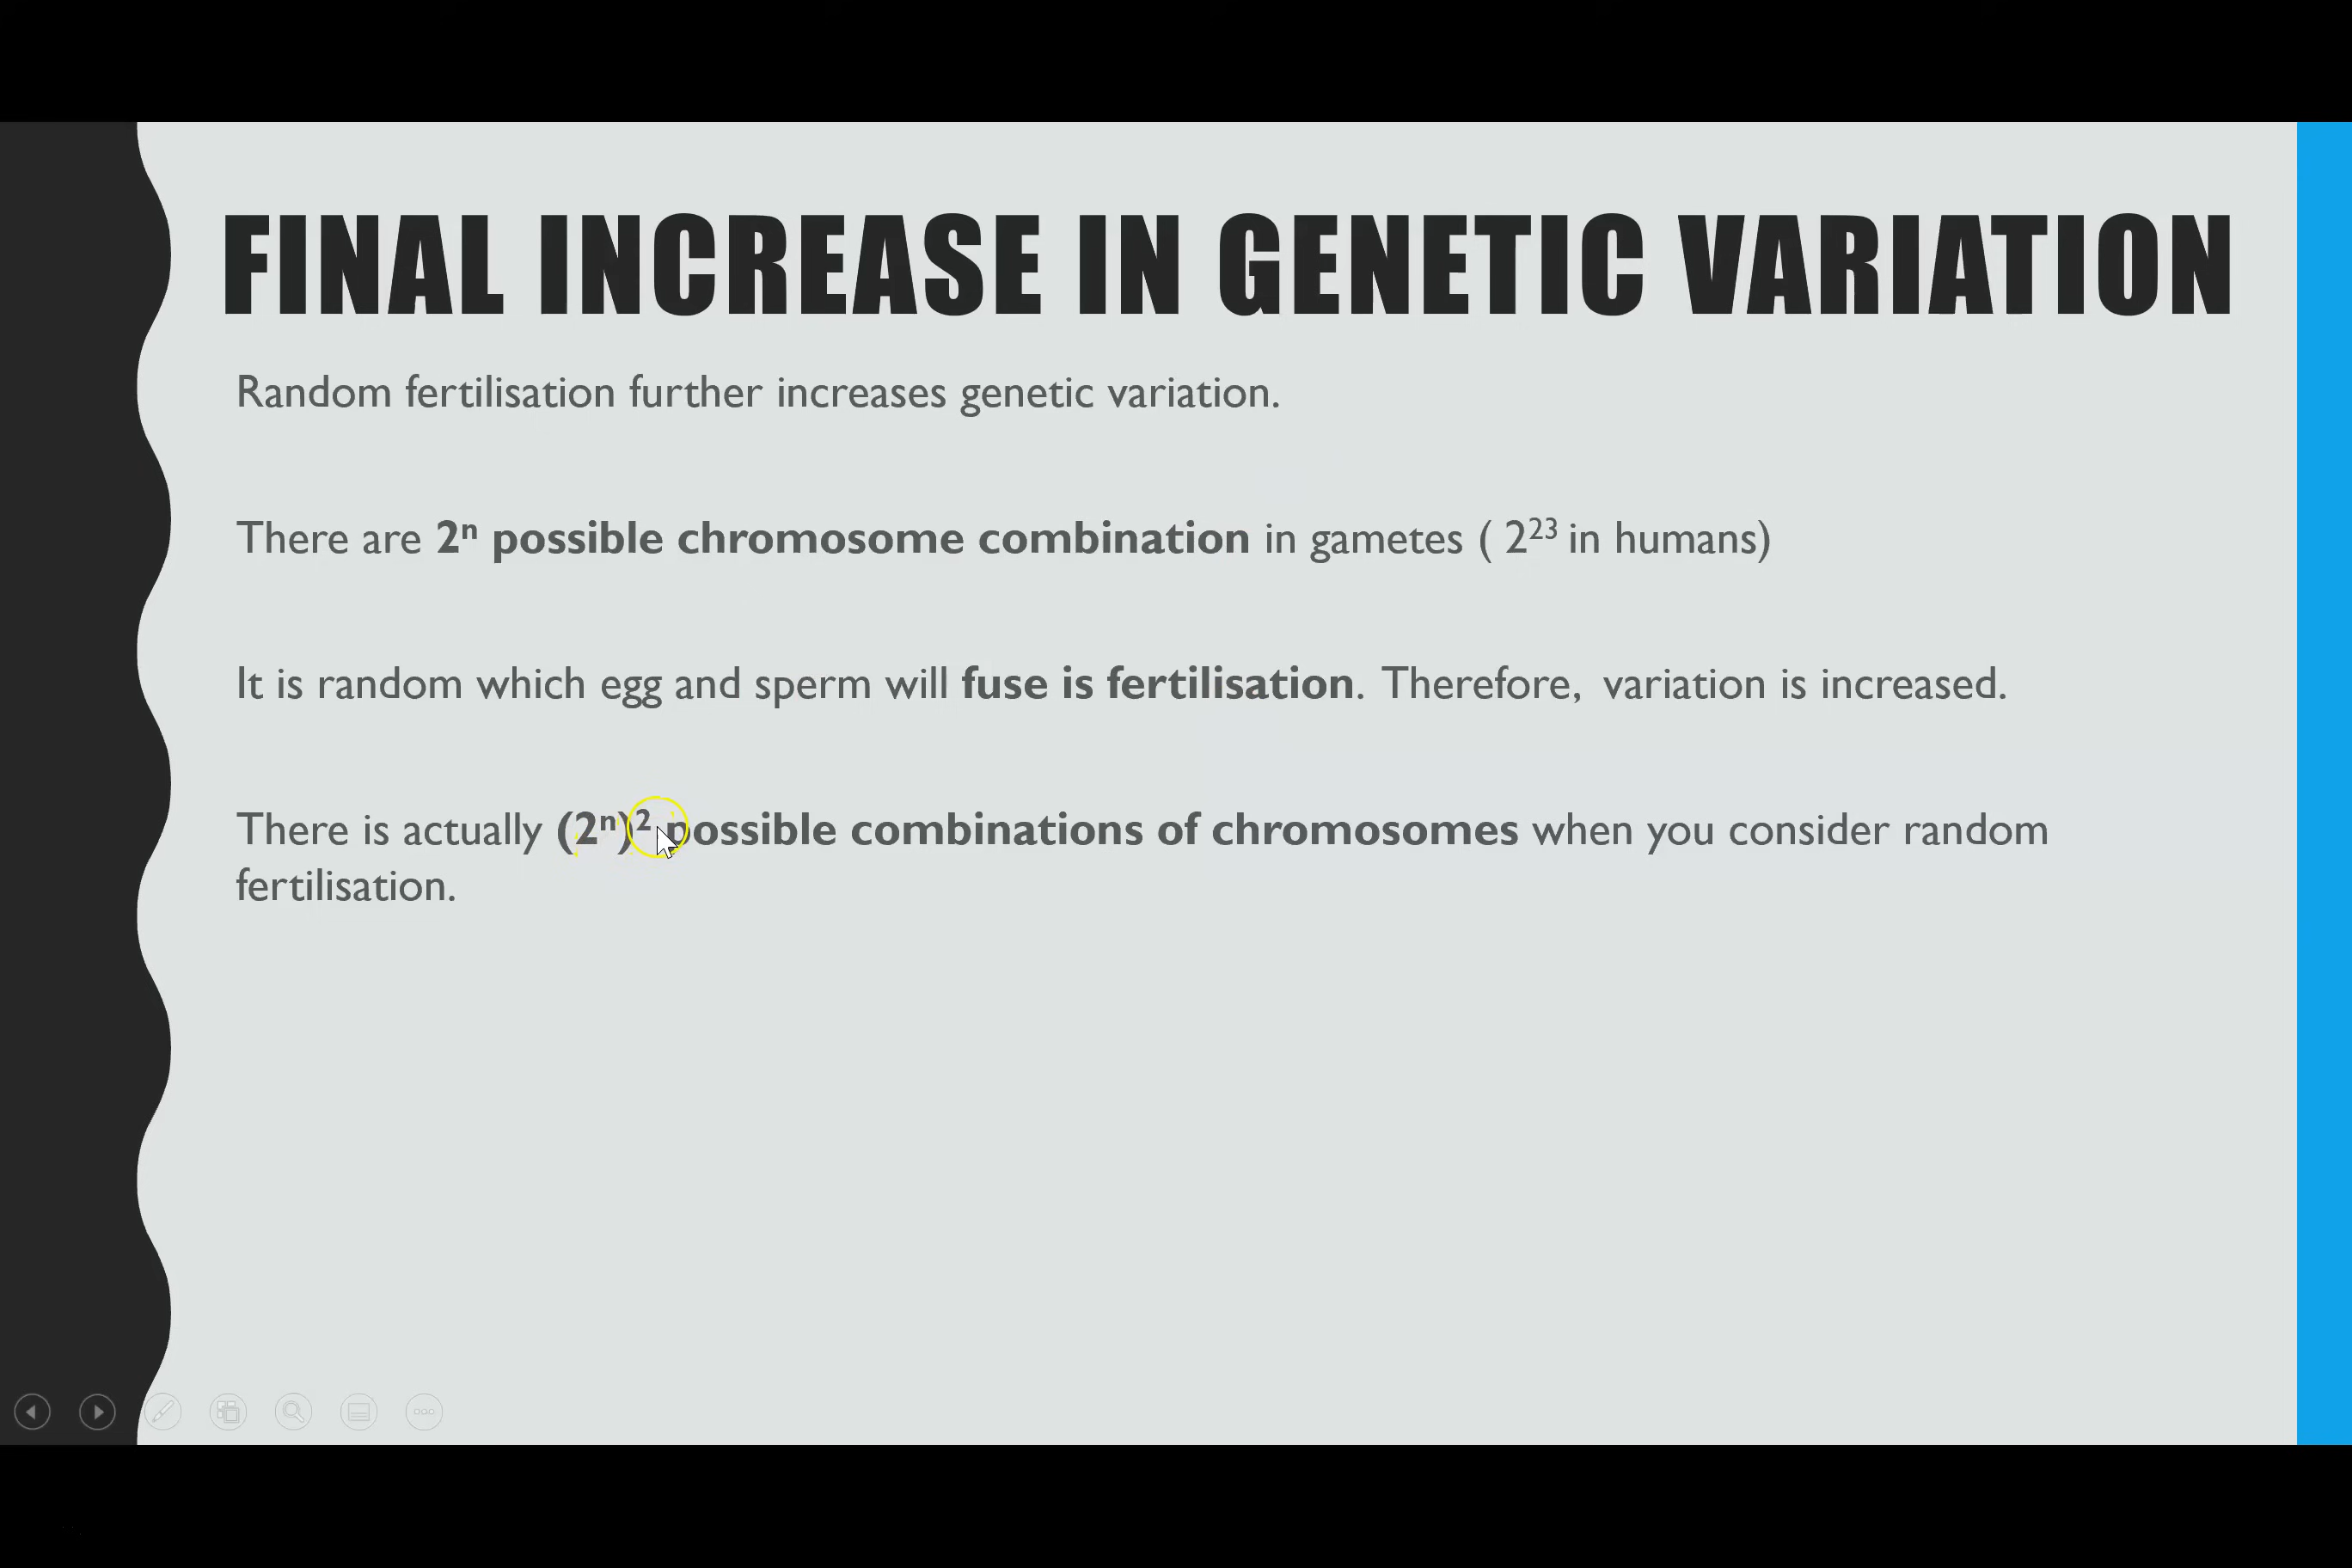 FINAL INCREASE IN GENETIC VARIATION
Random fertilisation further increases genetic variation.
There are 2ⁿ possible chromosome combination in gametes ( 2²³ in humans)
It is random which egg and sperm will fuse is fertilisation. Therefore, variation is increased.
There is actually (2ⁿ)² possible combinations of chromosomes when you consider random
fertilisation.